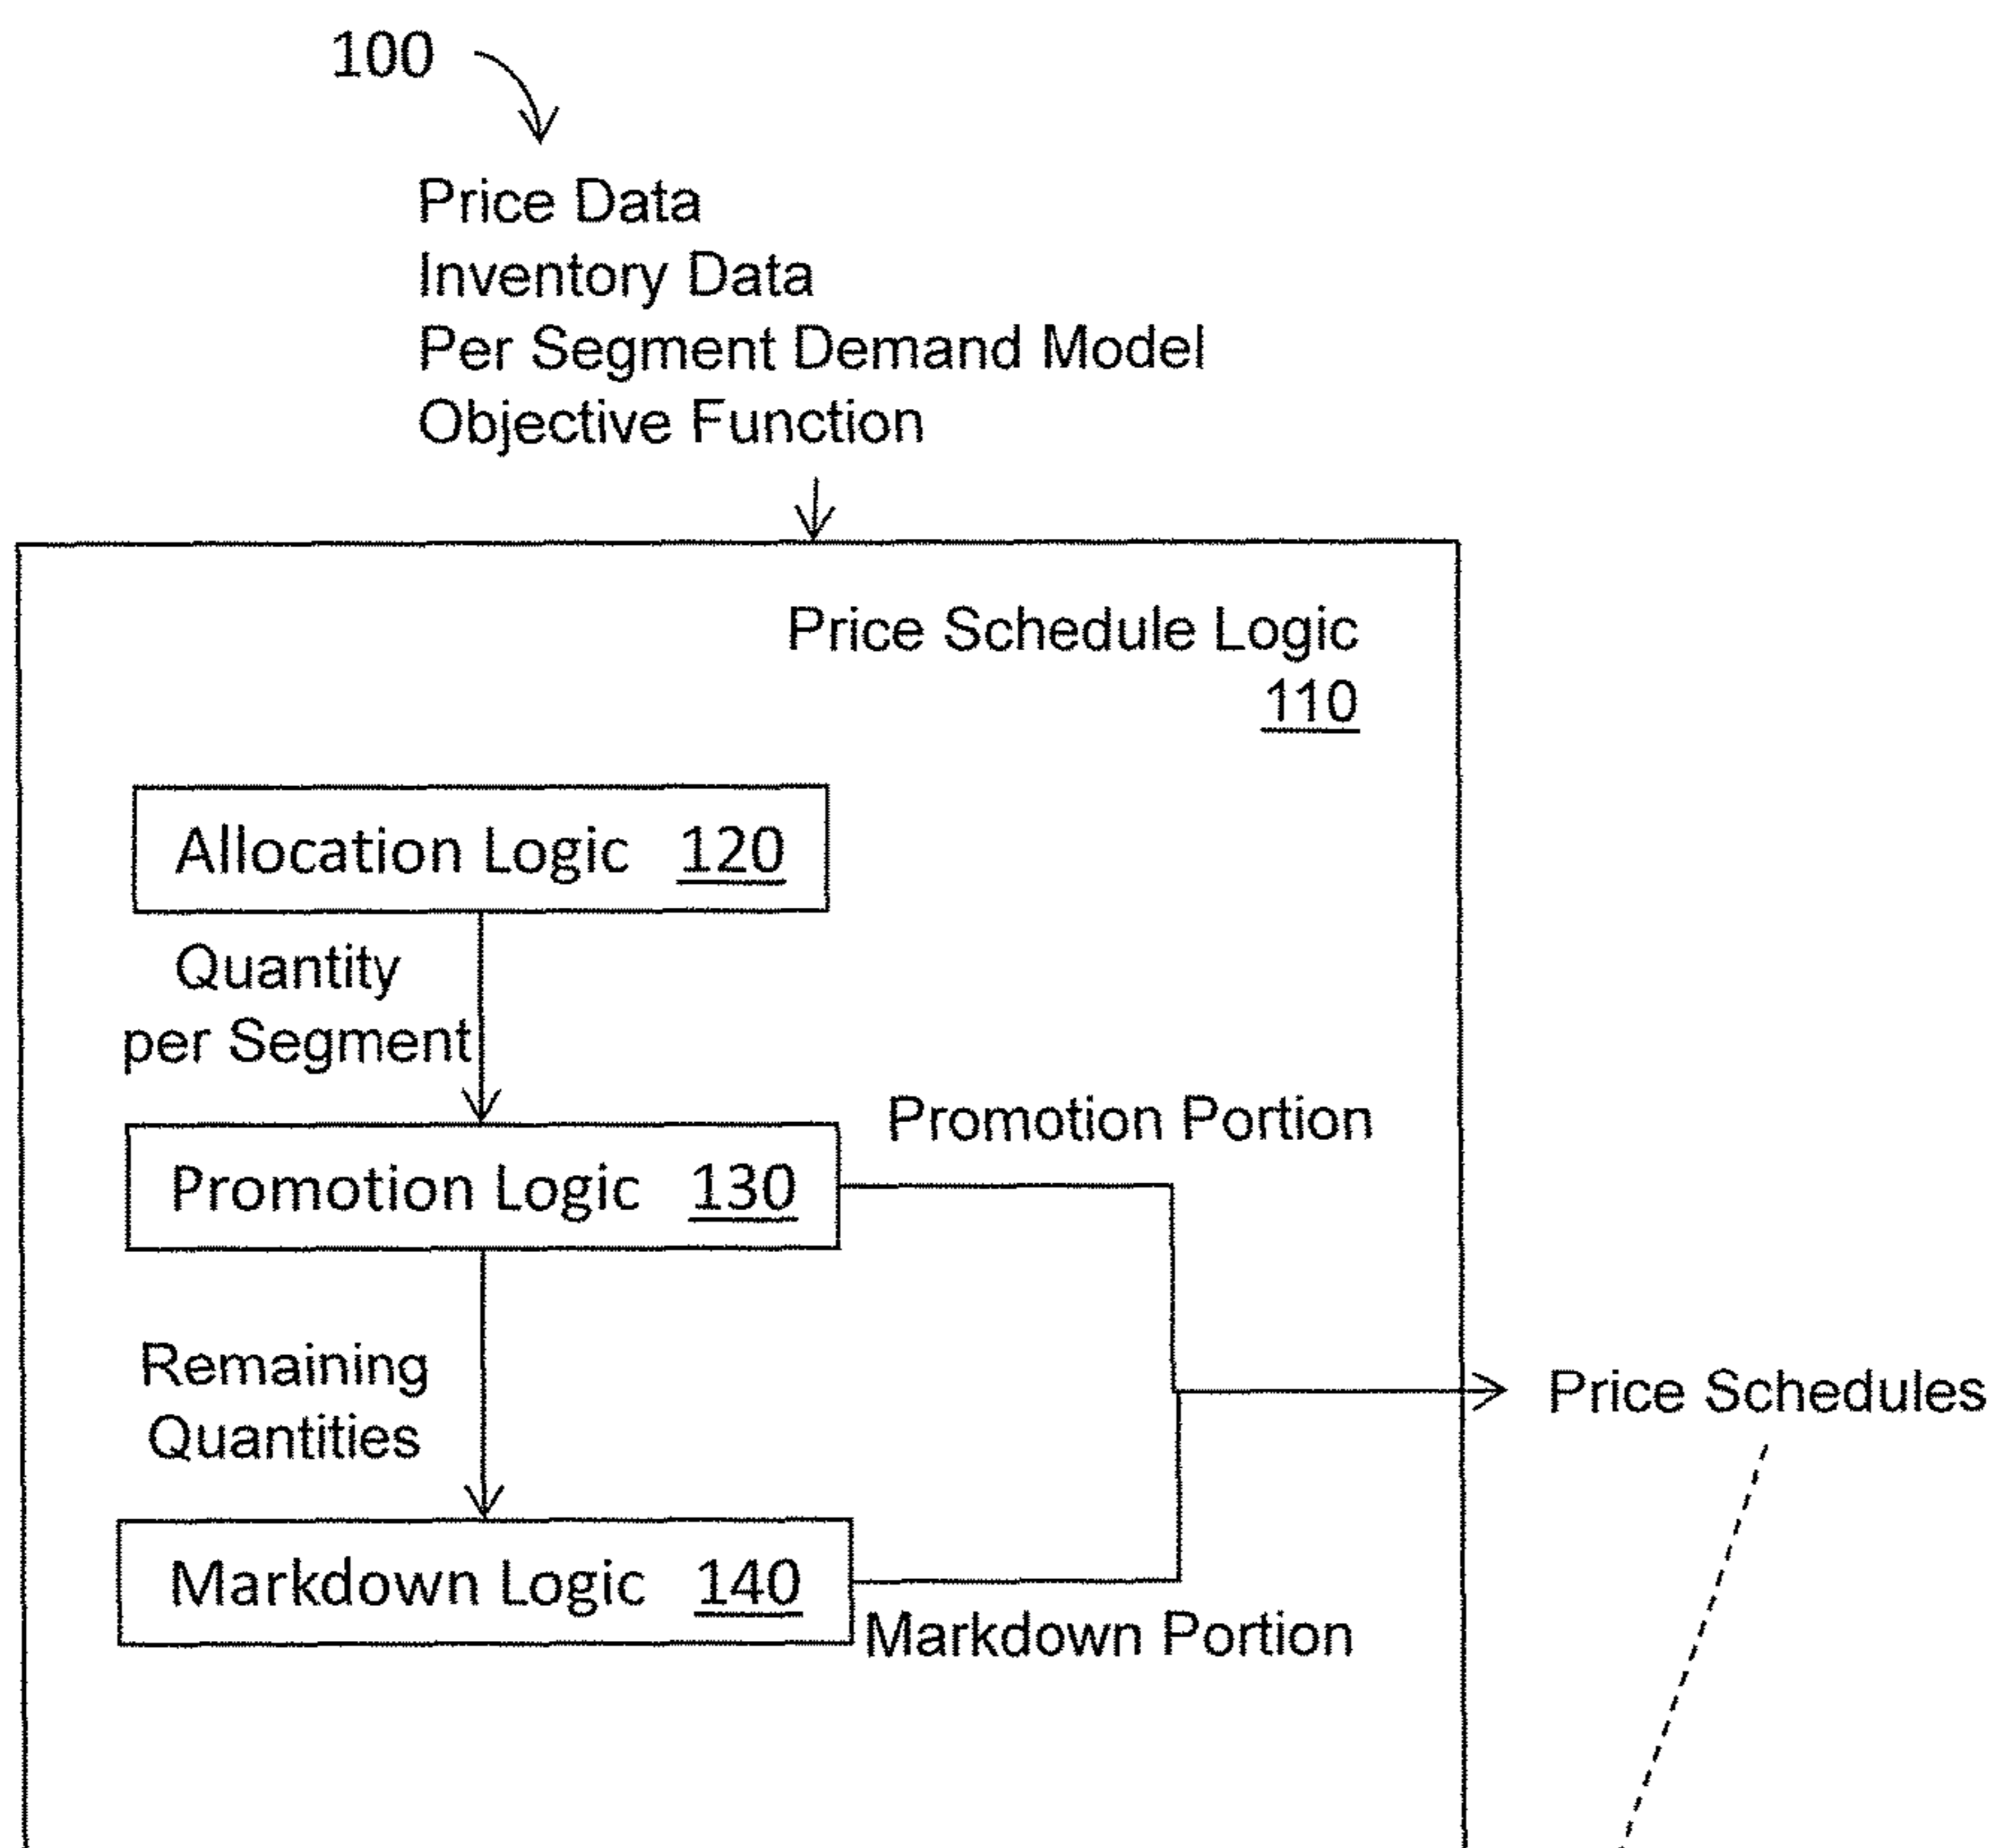 100
Price Data
Inventory Data
Per Segment Demand Model
Objective Function
Price Schedule Logic
110
Allocation Logic 120
Quantity
per Segment
Promotion Logic 130
Promotion Portion
Remaining
Quantities
Price Schedules
Markdown Logic 140
Markdown Portion